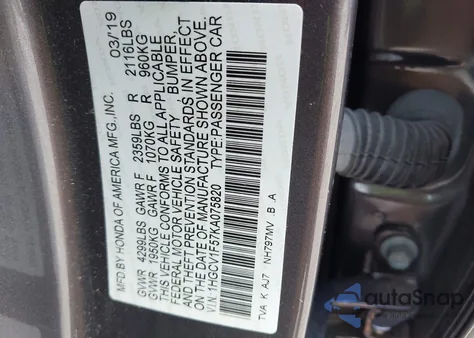 MFD BY HONDA OF AMERICA MFG.,INC. 03/19
GVWR 4299LBS GAWR F 2359LBS R 2116LBS
GVWR 1950KG GAWR F 1070KG R 960KG
THIS VEHICLE CONFORMS TO ALL APPLICABLE
FEDERAL MOTOR VEHICLE SAFETY , BUMPER,
AND THEFT PREVENTION STANDARDS IN EFFECT
ON THE DATE OF MANUFACTURE SHOWN ABOVE.
V.I.N.:1HGCV1F57KA075820 TYPE:PASSENGER CAR
TVA K AJ7 NH797MV .B .A
autoSnap